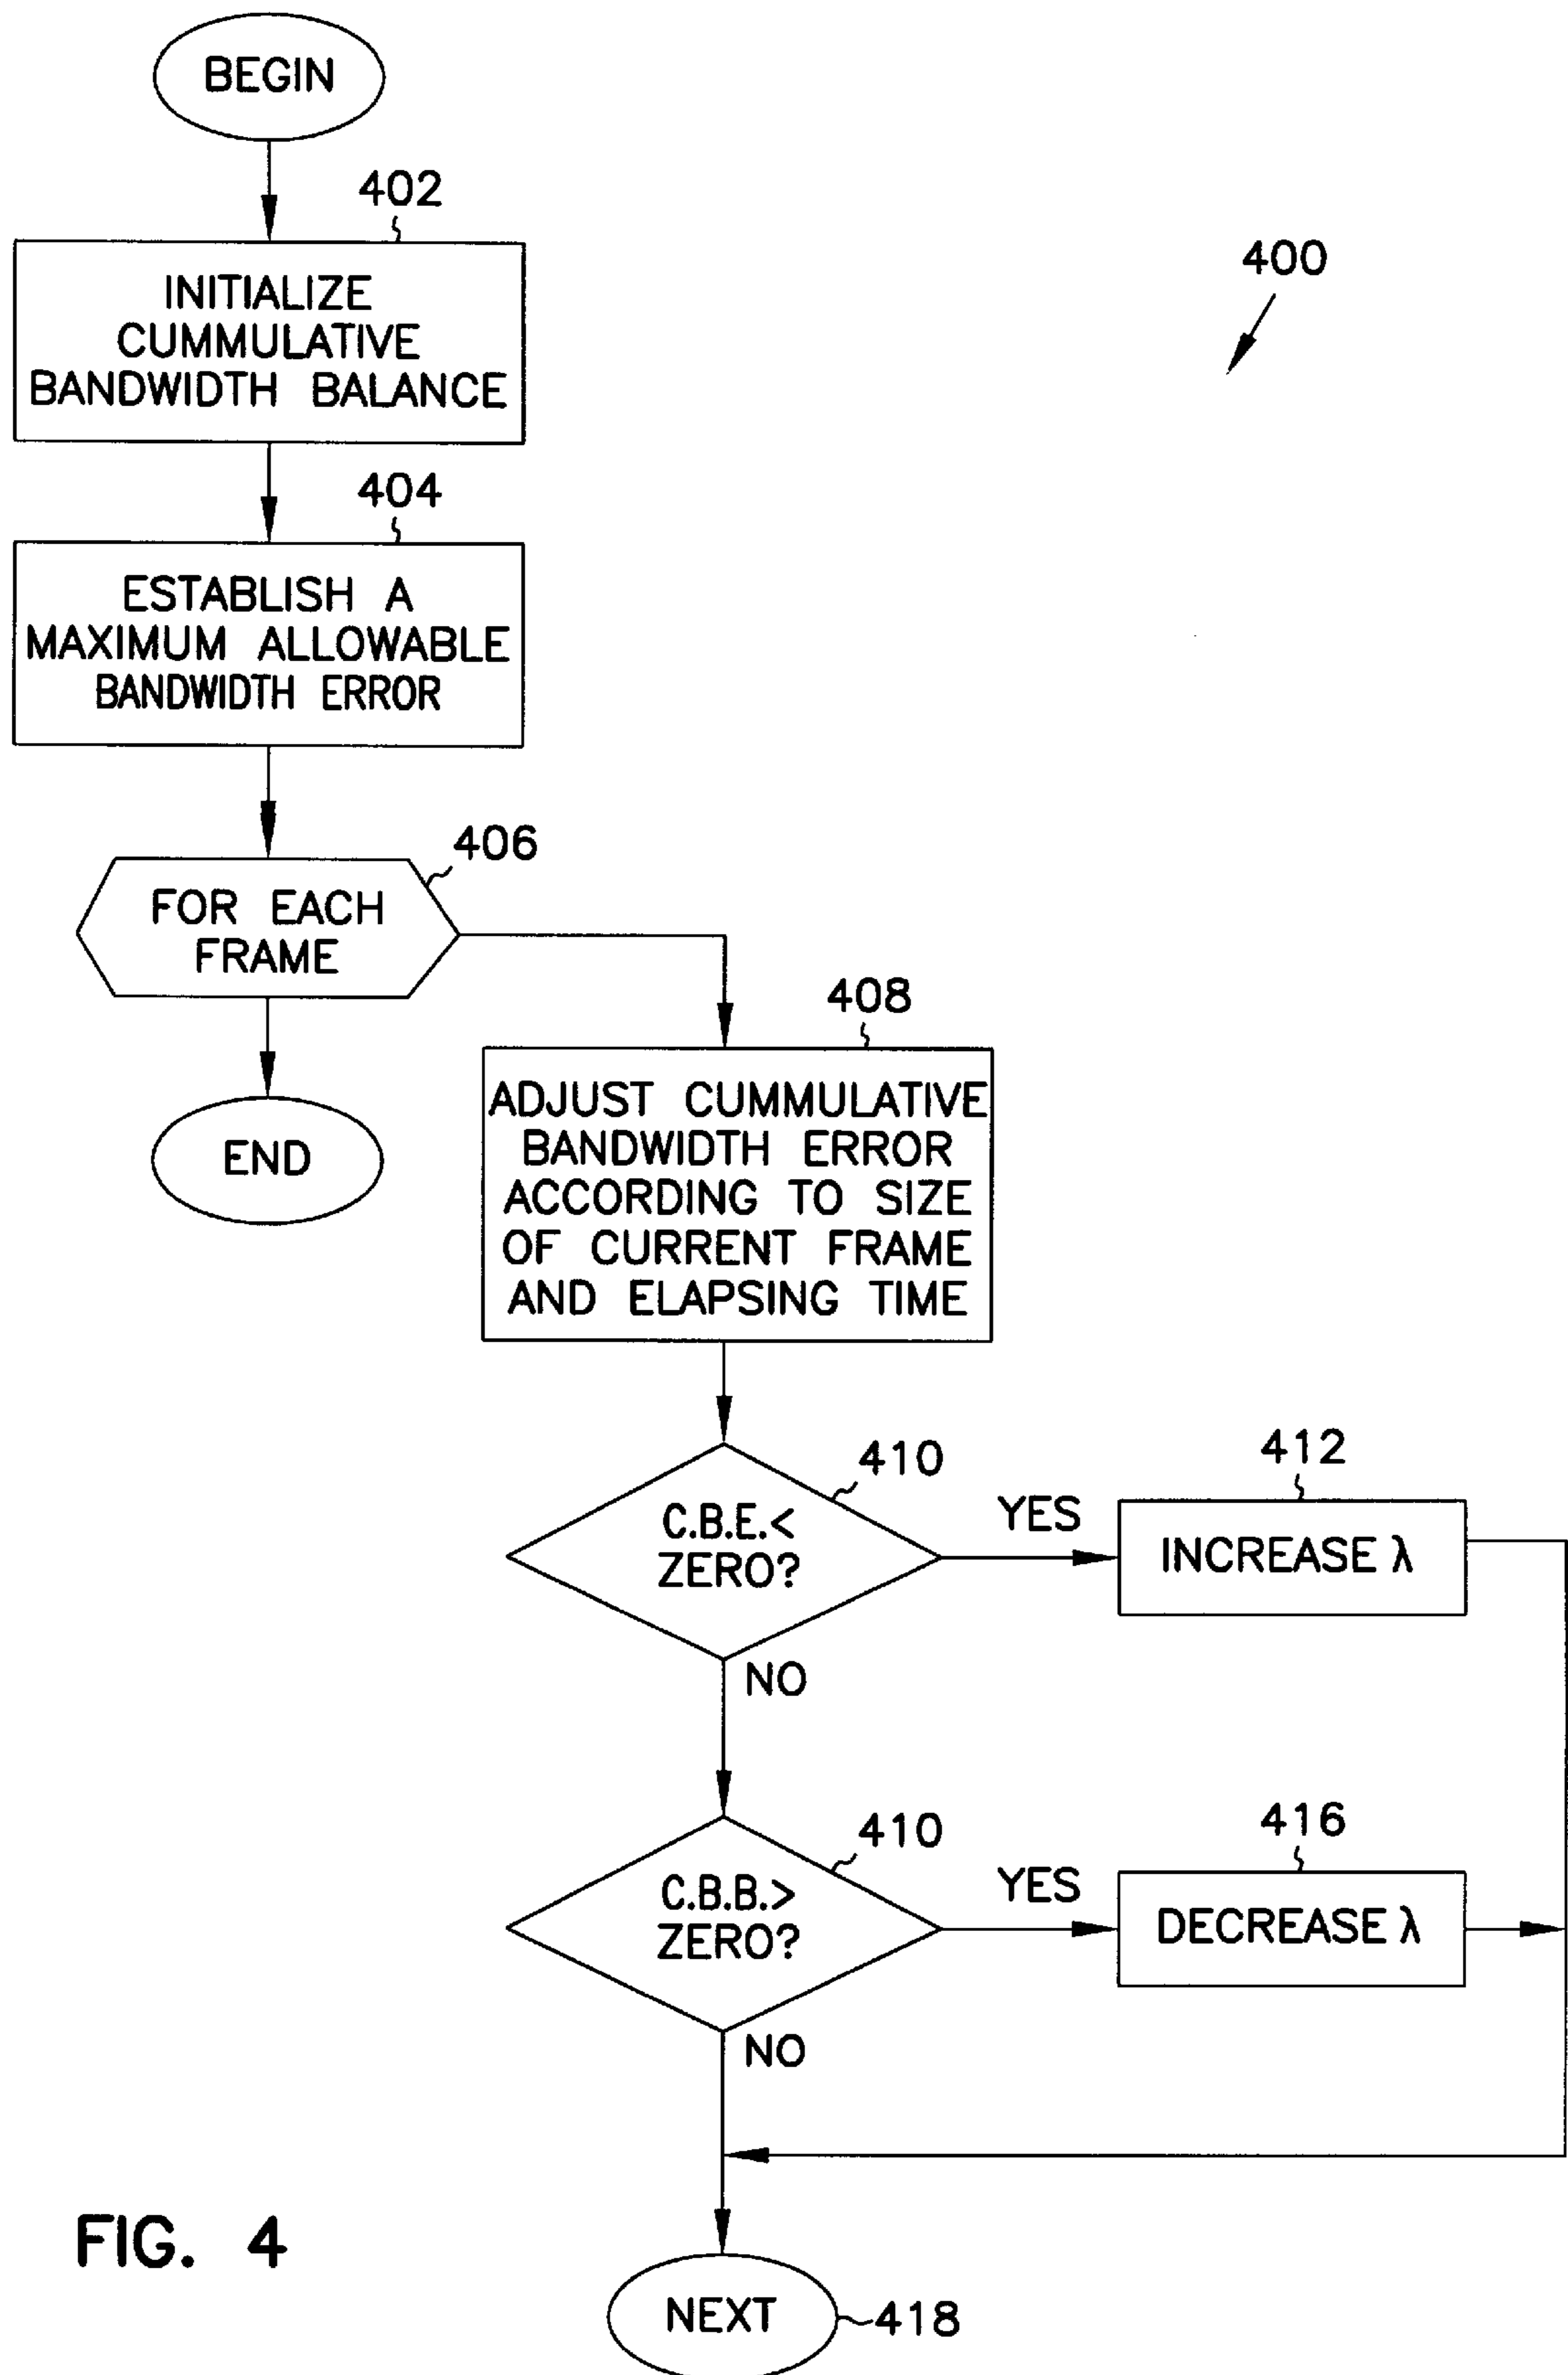 BEGIN
402
INITIALIZE
CUMMULATIVE
BANDWIDTH BALANCE
400
404
ESTABLISH A
MAXIMUM ALLOWABLE
BANDWIDTH ERROR
406
FOR EACH
FRAME
408
ADJUST CUMMULATIVE
BANDWIDTH ERROR
ACCORDING TO SIZE
OF CURRENT FRAME
AND ELAPSING TIME
END
410
C.B.E.<
ZERO?
YES
412
INCREASE λ
NO
410
C.B.B.>
ZERO?
YES
416
DECREASE λ
NO
FIG. 4
NEXT
418